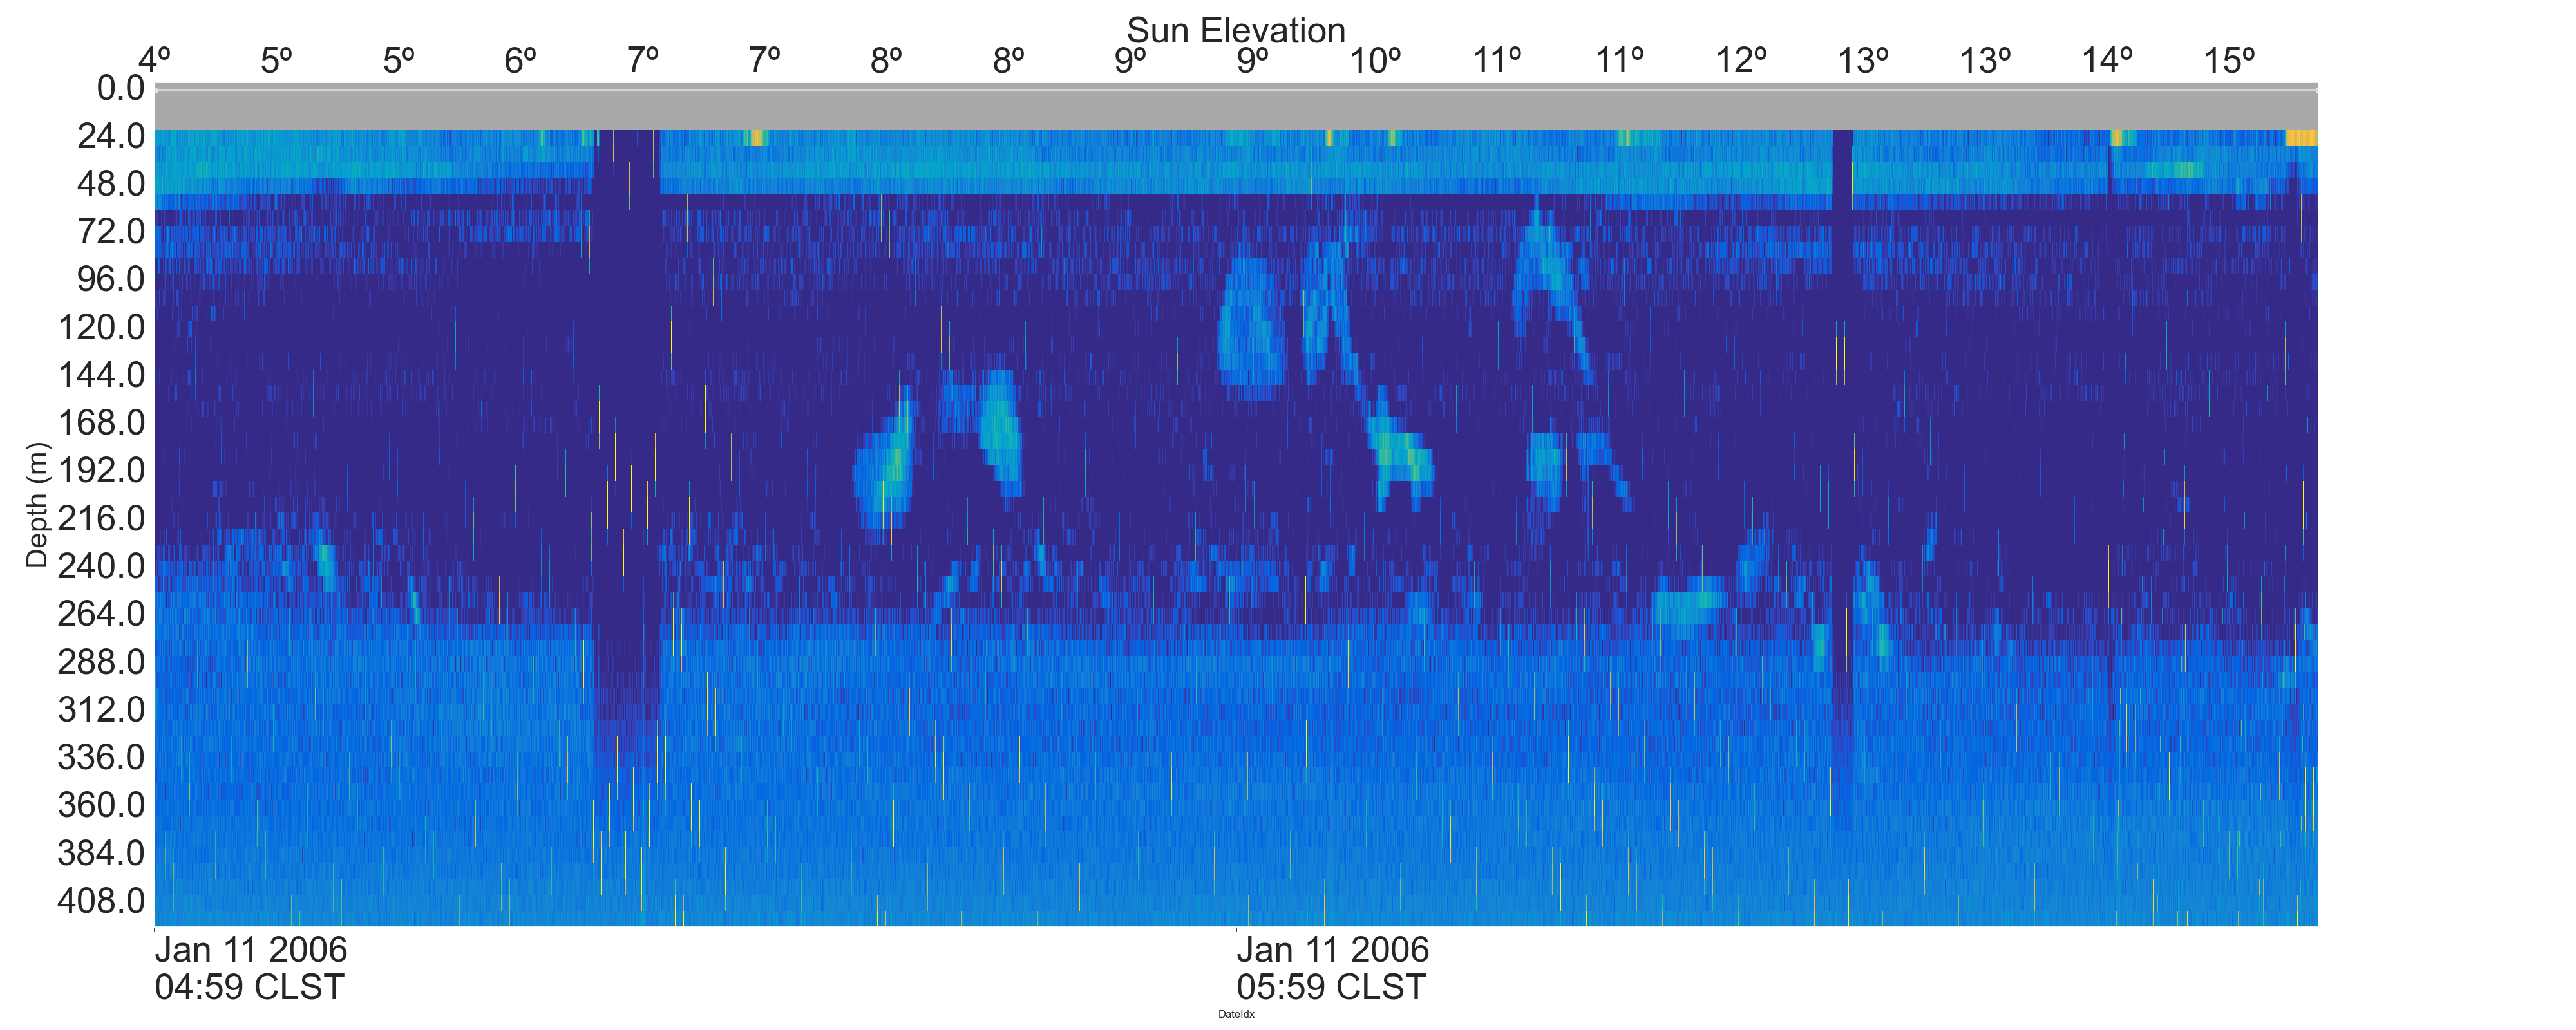 Sun Elevation
4º 5º 5º 6º 7º 7º 8º 8º 9º 9º 10º 11º 11º 12º 13º 13º 14º 15º
0.0
24.0
48.0
72.0
96.0
120.0
144.0
168.0
192.0
216.0
240.0
264.0
288.0
312.0
336.0
360.0
384.0
408.0
Depth (m)
Jan 11 2006
04:59 CLST
Jan 11 2006
05:59 CLST
DateIdx